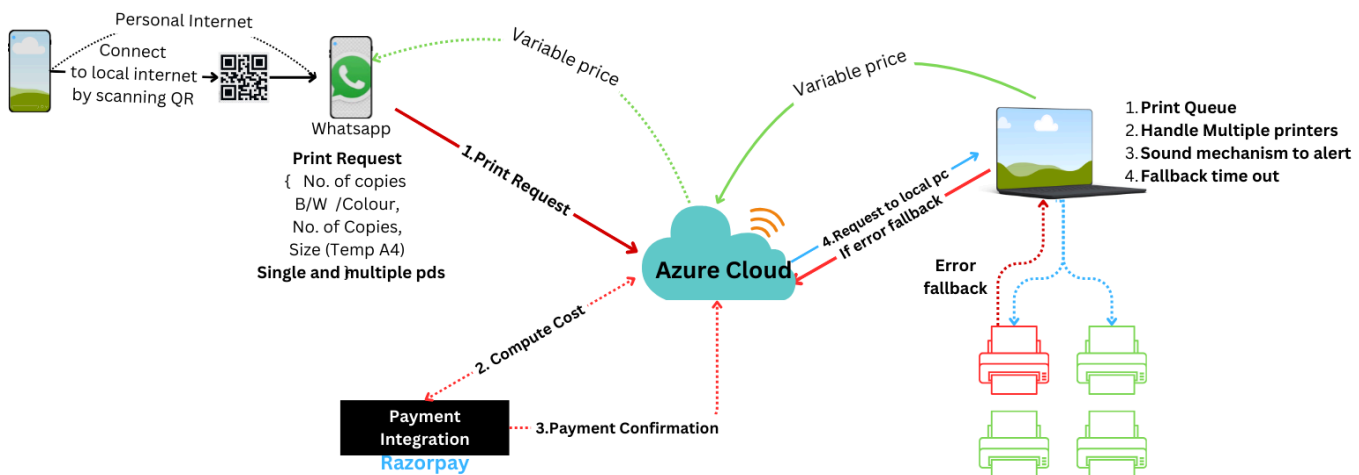 Personal Internet
Connect
to local internet
by scanning QR
Whatsapp
Print Request
{ No. of copies
B/W /Colour,
No. of Copies,
Size (Temp A4)
}
Single and multiple pds
Variable price
1.Print Request
Variable price
Azure Cloud
4.Request to local pc
If error fallback
1. Print Queue
2. Handle Multiple printers
3. Sound mechanism to alert
4. Fallback time out
Error
fallback
2. Compute Cost
Payment
Integration
Razorpay
3.Payment Confirmation